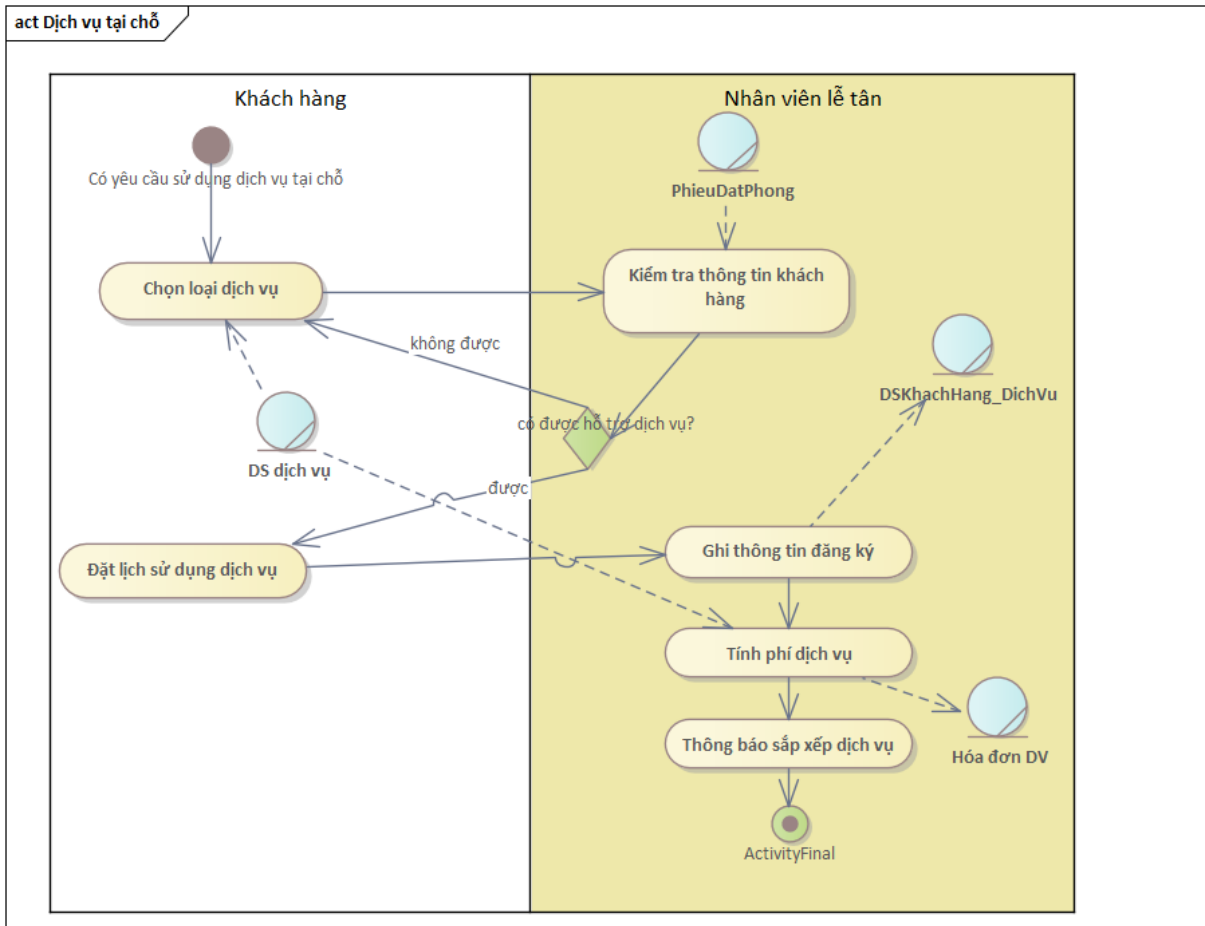 act Dịch vụ tại chỗ
Khách hàng
Nhân viên lễ tân
Có yêu cầu sử dụng dịch vụ tại chỗ
PhieuDatPhong
Chọn loại dịch vụ
Kiểm tra thông tin khách
hàng
không được
DSKhachHang_DichVu
có được hỗ trợ dịch vụ?
DS dịch vụ
được
Đặt lịch sử dụng dịch vụ
Ghi thông tin đăng ký
Tính phí dịch vụ
Thông báo sắp xếp dịch vụ
Hóa đơn DV
ActivityFinal